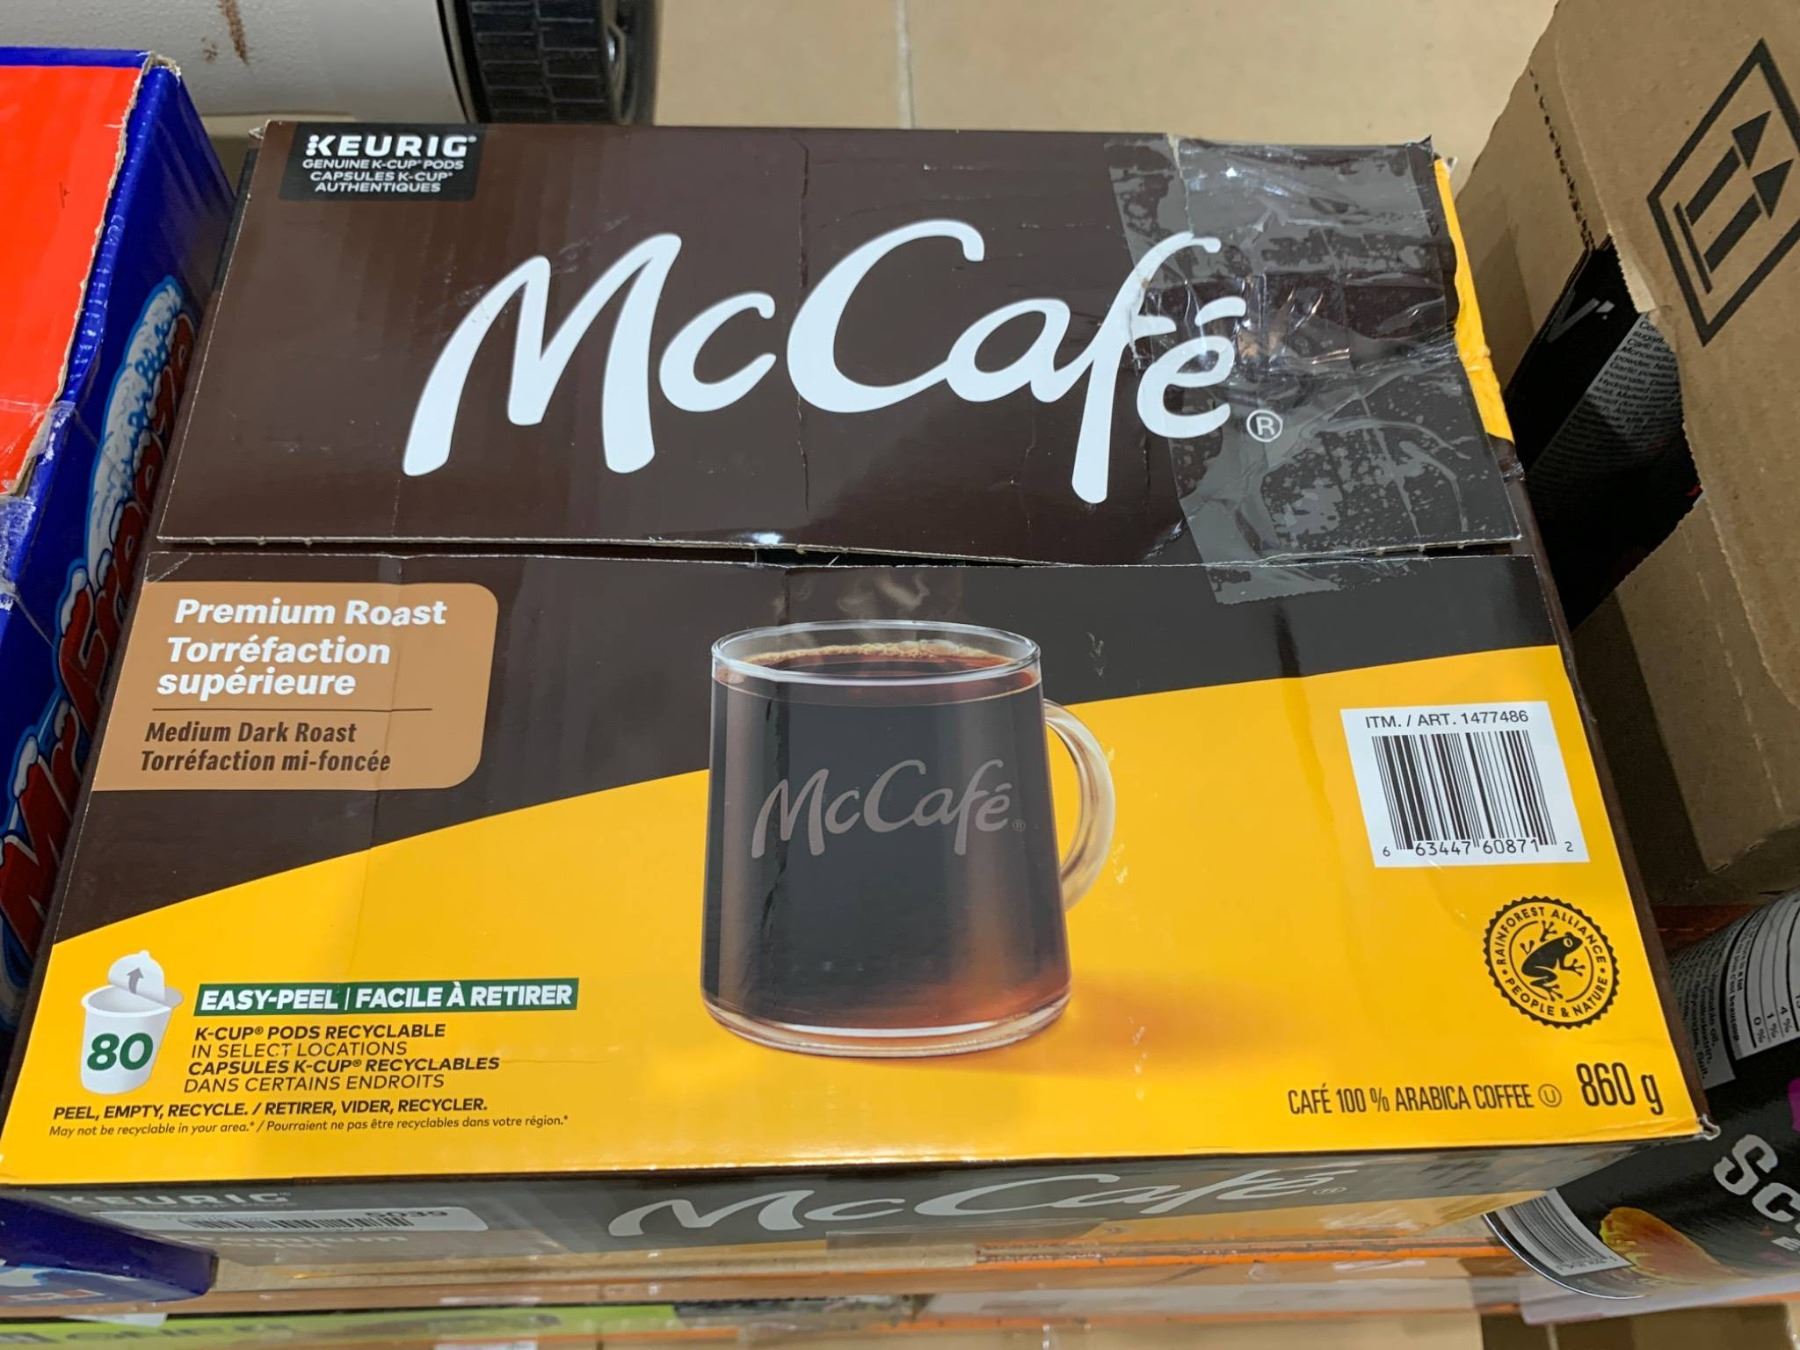 KEURIG®
GENUINE K-CUP® PODS
CAPSULES K-CUP®
AUTHENTIQUES
McCafé®
Premium Roast
Torréfaction
supérieure
Medium Dark Roast
Torréfaction mi-foncée
McCafé®
ITM. / ART. 1477486
6 63447 60871 2
RAINFOREST ALLIANCE
PEOPLE & NATURE
80
EASY-PEEL | FACILE À RETIRER
K-CUP® PODS RECYCLABLE
IN SELECT LOCATIONS
CAPSULES K-CUP® RECYCLABLES
DANS CERTAINS ENDROITS
PEEL, EMPTY, RECYCLE. / RETIRER, VIDER, RECYCLER.
May not be recyclable in your area.* / Pourraient ne pas être recyclables dans votre région.*
CAFÉ 100 % ARABICA COFFEE Ⓤ 860 g
KEURIG
McCafé®